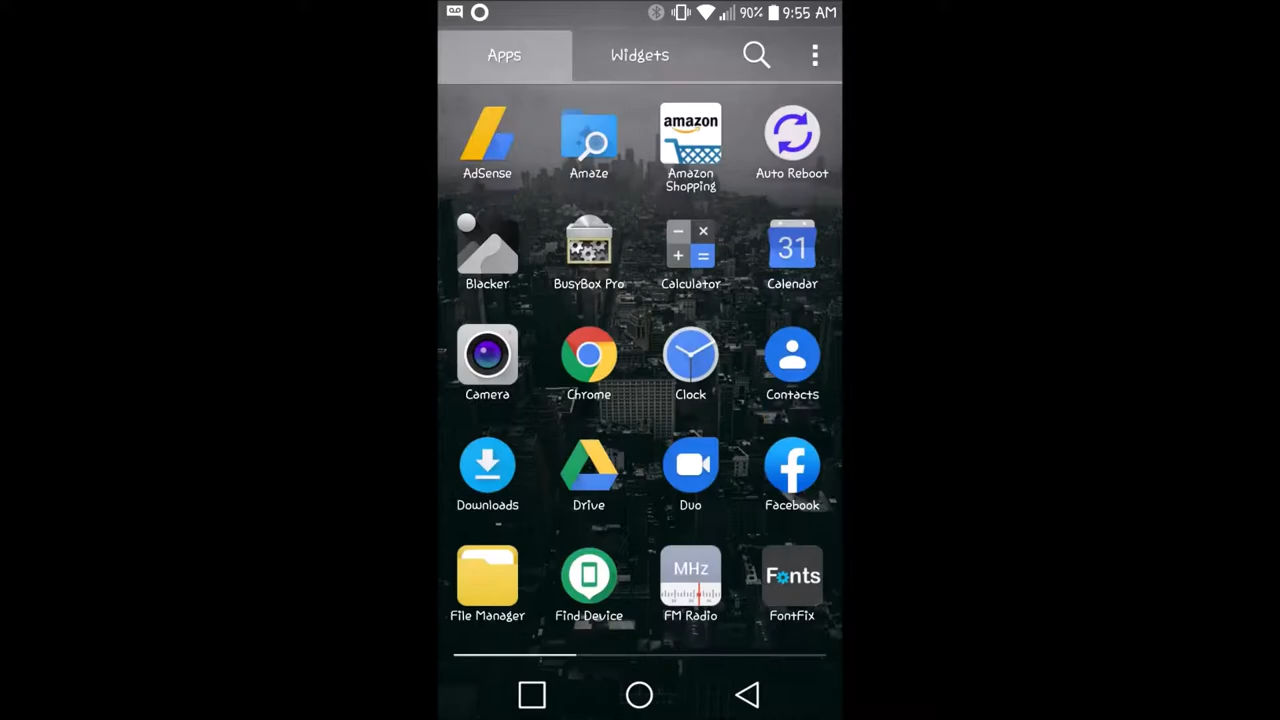 90% 9:55 AM
Apps Widgets
amazon
AdSense Amaze Amazon Shopping Auto Reboot
31
Blacker BusyBox Pro Calculator Calendar
Camera Chrome Clock Contacts
Downloads Drive Duo Facebook
MHz Fonts
File Manager Find Device FM Radio FontFix